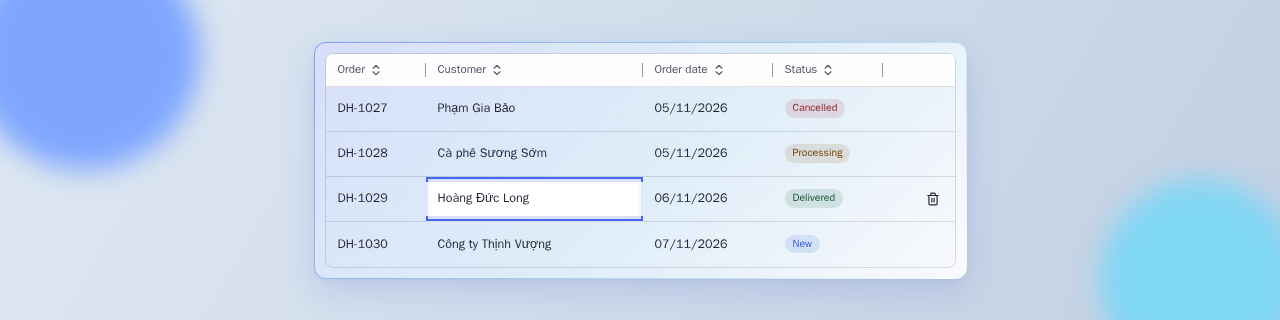 Order Customer Order date Status
DH-1027 Phạm Gia Bảo 05/11/2026 Cancelled
DH-1028 Cà phê Sương Sớm 05/11/2026 Processing
DH-1029 Hoàng Đức Long 06/11/2026 Delivered
DH-1030 Công ty Thịnh Vượng 07/11/2026 New